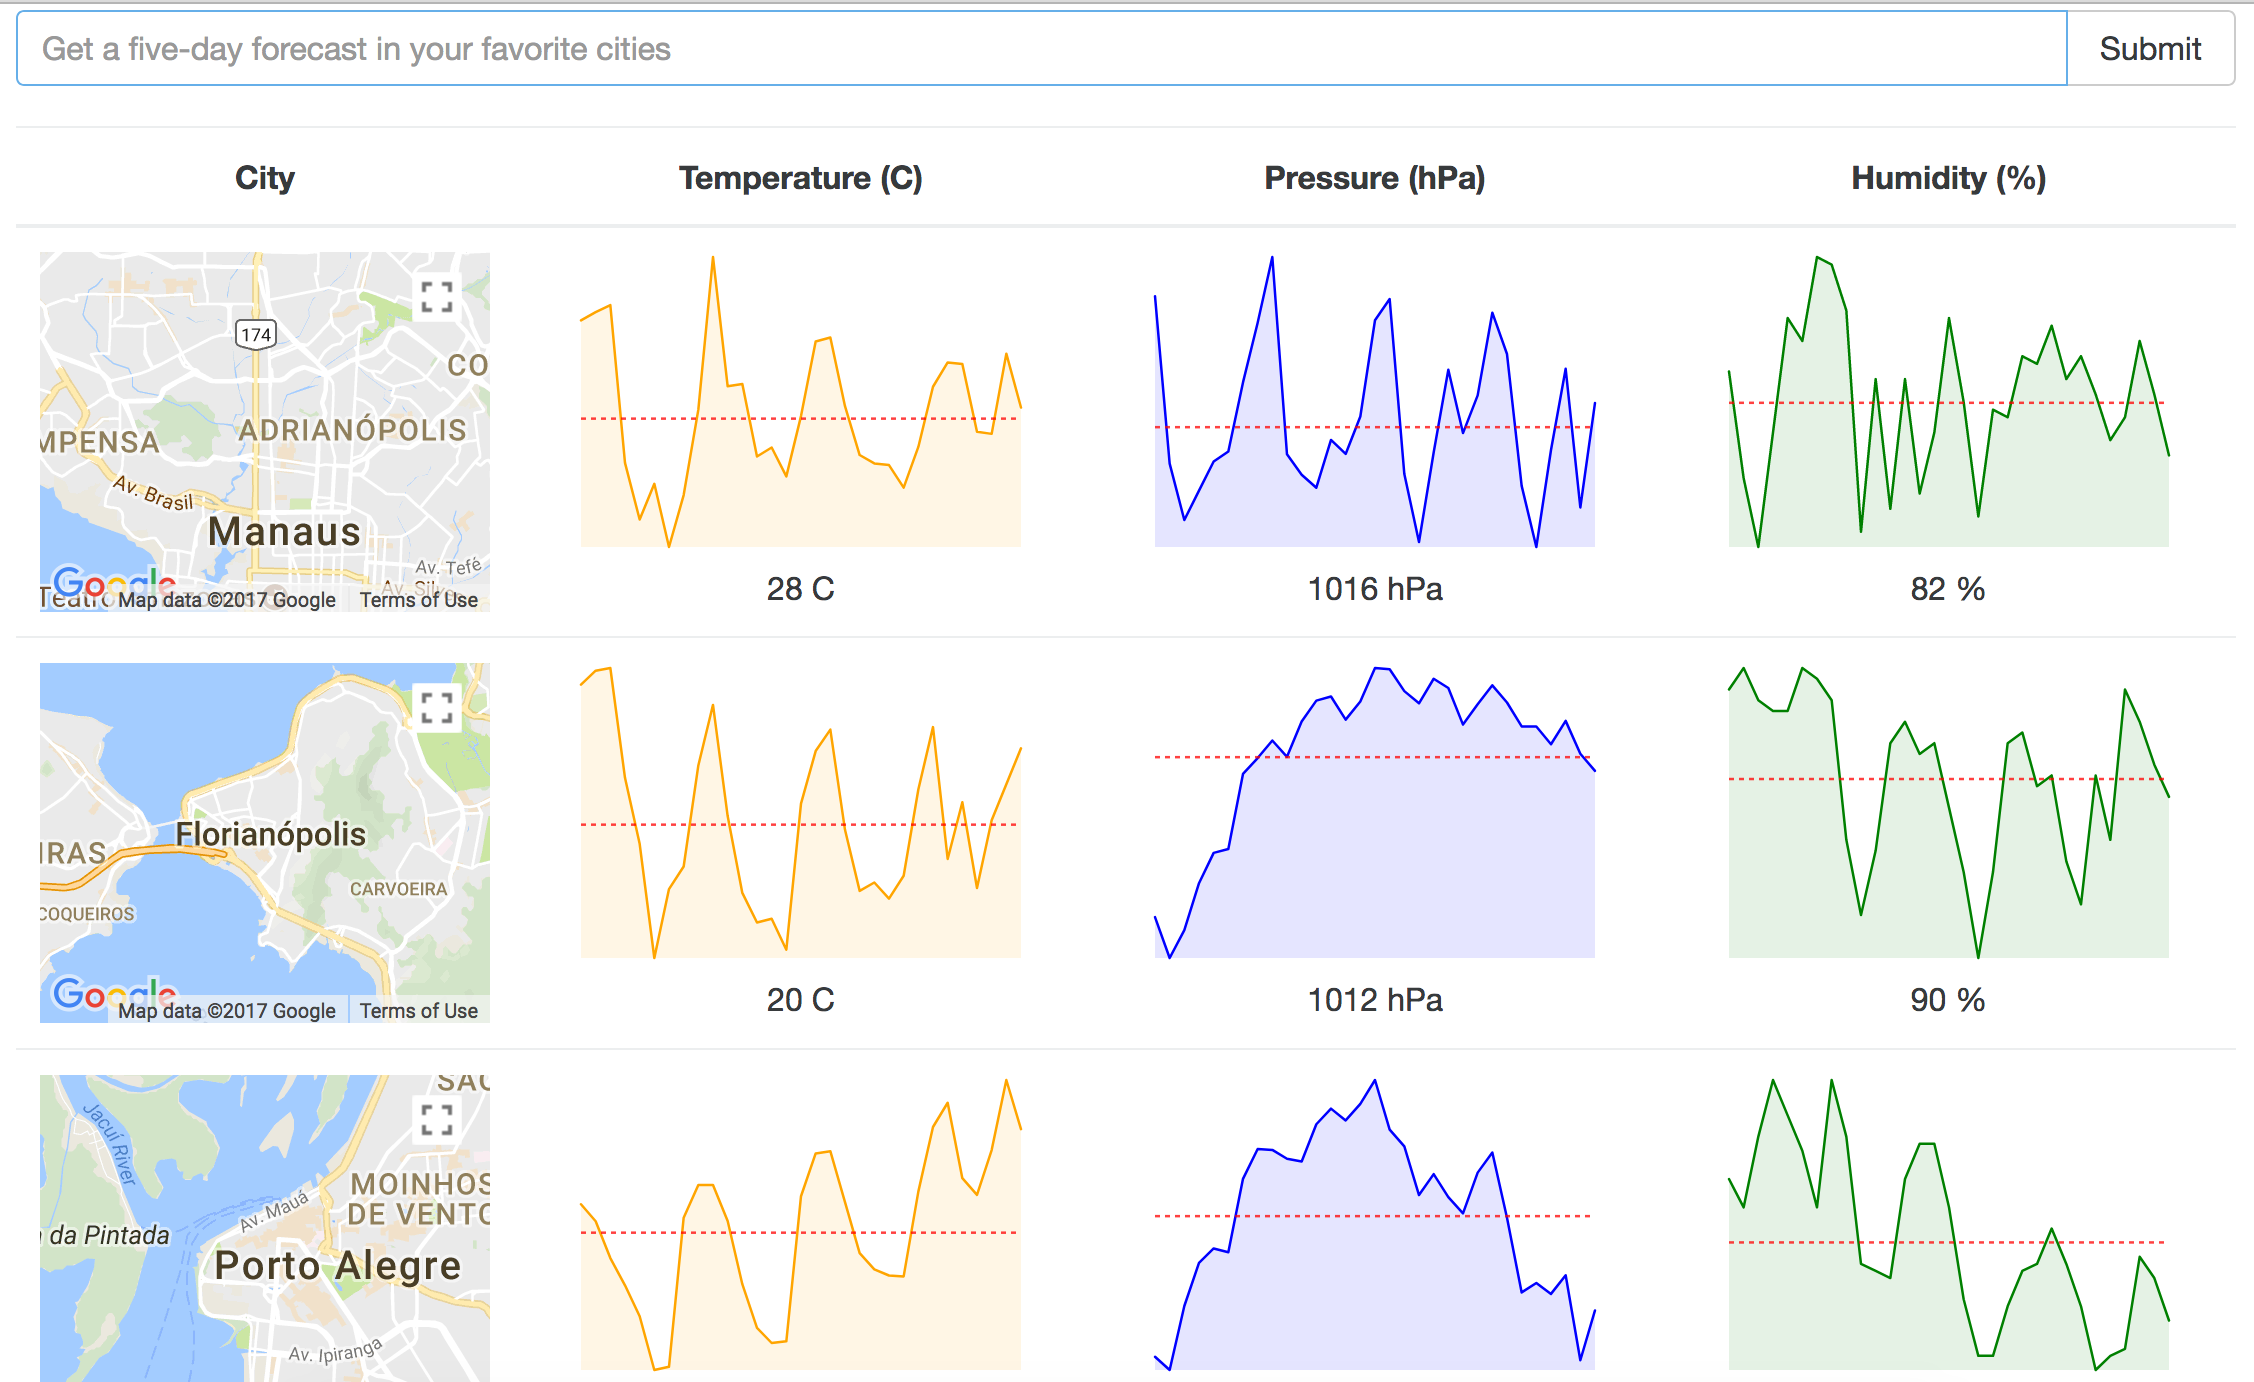 Get a five-day forecast in your favorite cities
Submit
City Temperature (C) Pressure (hPa) Humidity (%)
174
CO
ADRIANÓPOLIS
MPENSA
Av. Brasil
Manaus
Av. Tefé
Av. Silv
Google
Teatro
Map data ©2017 Google Terms of Use
28 C 1016 hPa 82 %
Florianópolis
IRAS
CARVOEIRA
COQUEIROS
Google
Map data ©2017 Google Terms of Use
20 C 1012 hPa 90 %
SAC
Jacuí River
MOINHOS
DE VENTO
Av. Mauá
da Pintada
Porto Alegre
Av. Ipiranga